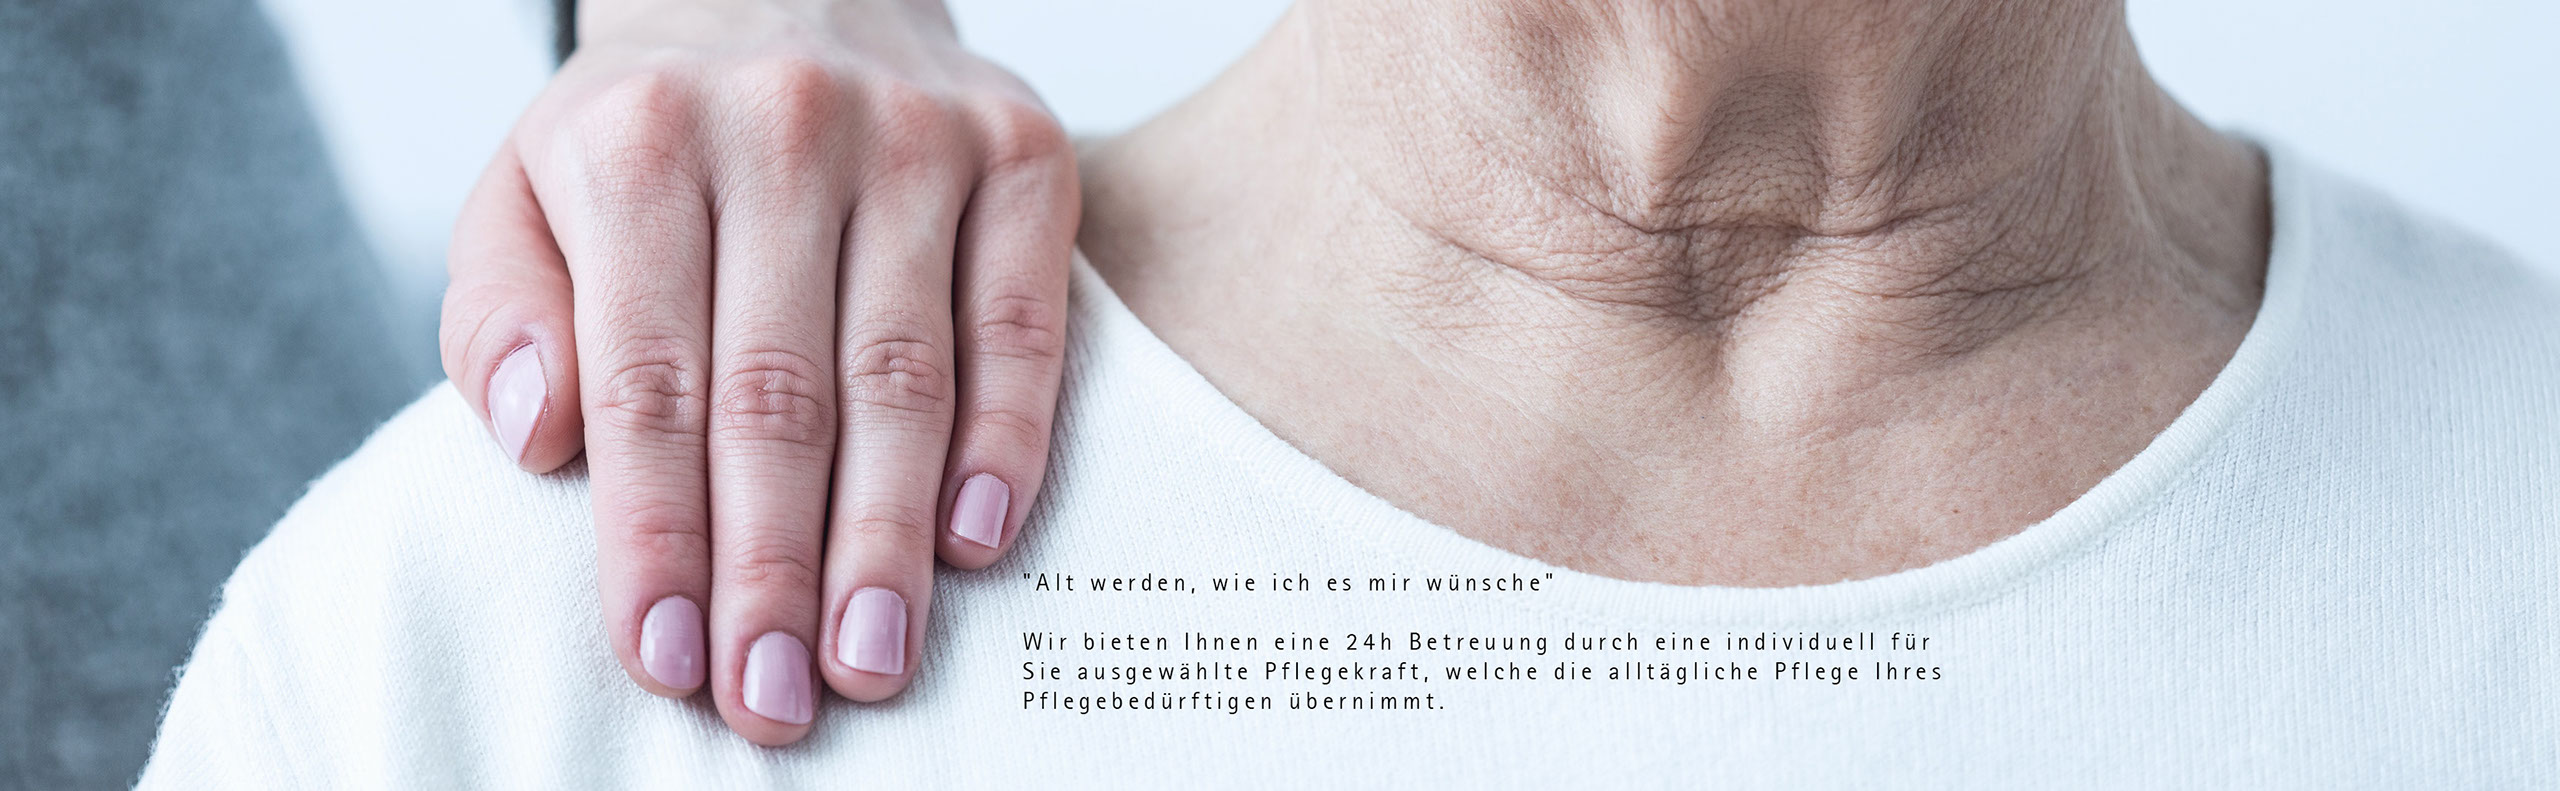 "Alt werden, wie ich es mir wünsche"
Wir bieten Ihnen eine 24h Betreuung durch eine individuell für
Sie ausgewählte Pflegekraft, welche die alltägliche Pflege Ihres
Pflegebedürftigen übernimmt.